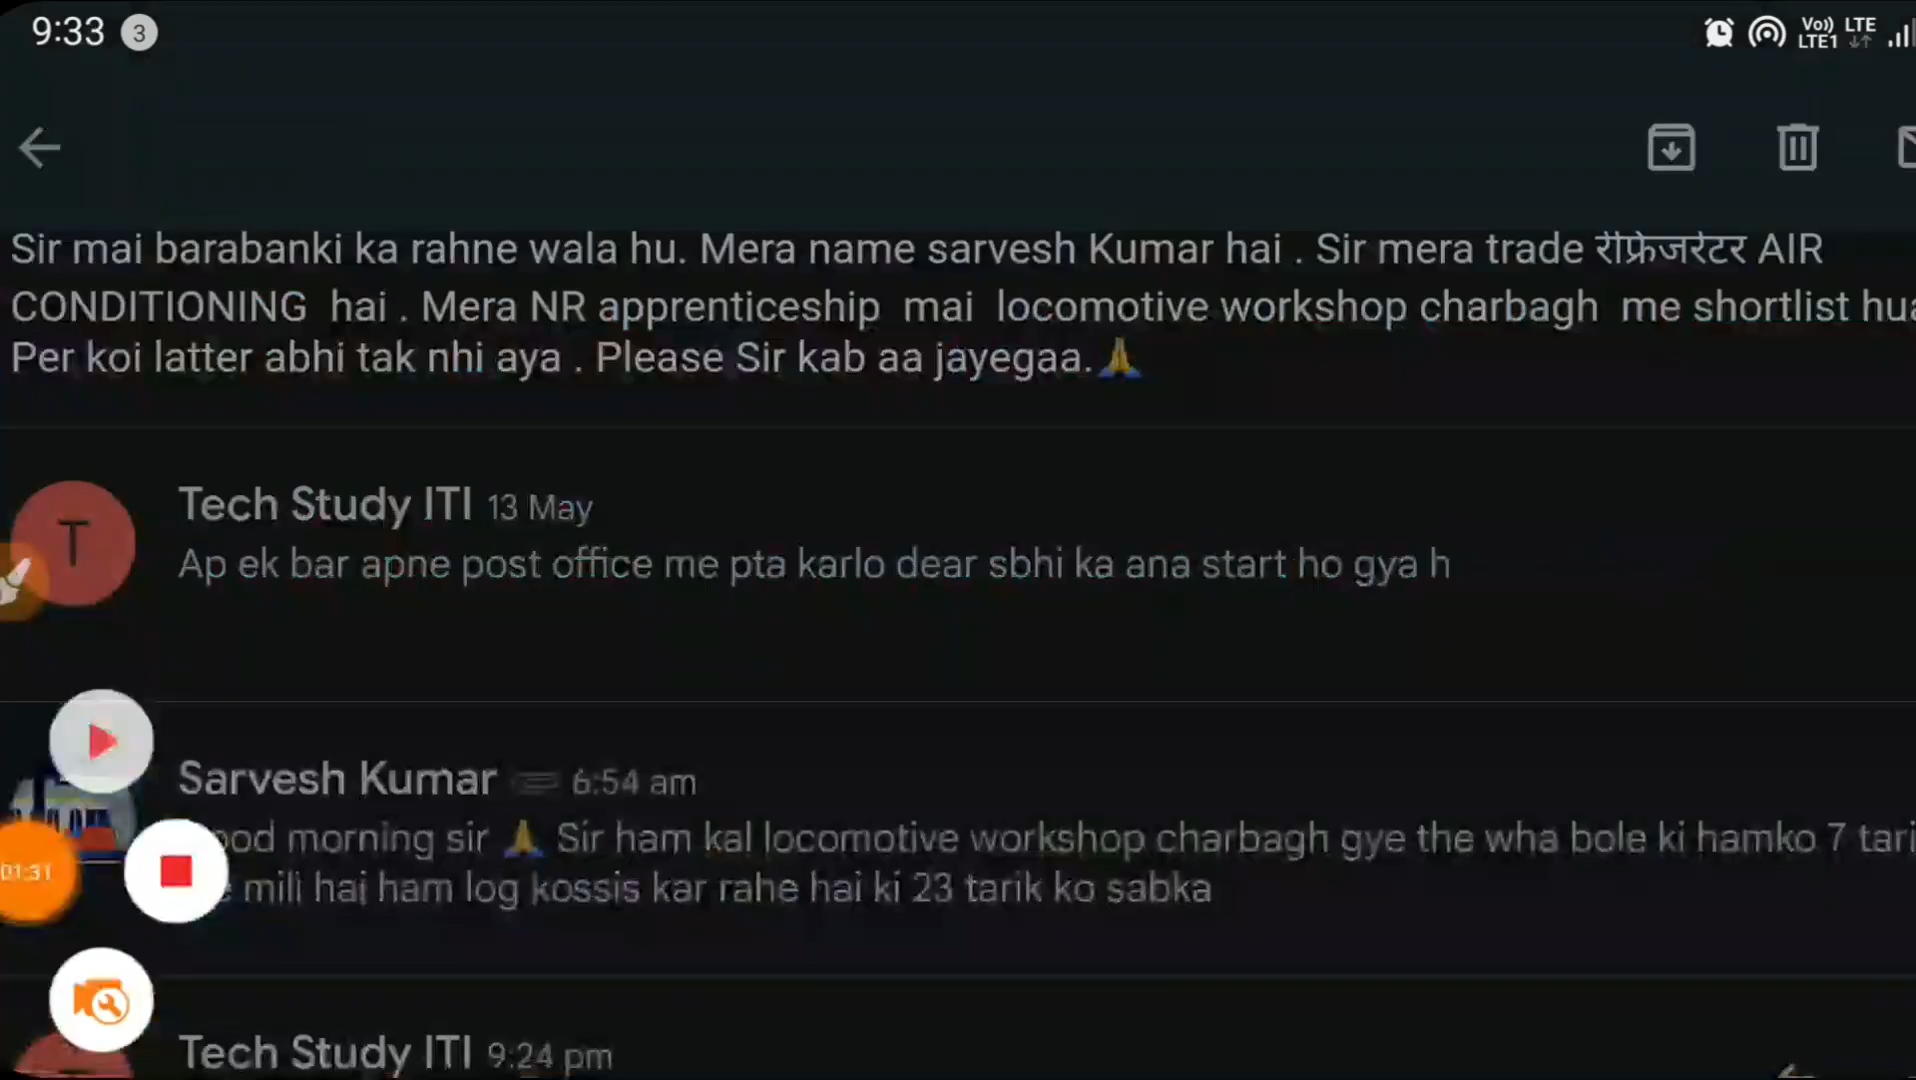 9:33 3 Vo)) LTE1 LTE
Sir mai barabanki ka rahne wala hu. Mera name sarvesh Kumar hai . Sir mera trade रीफ्रेजरेटर AIR
CONDITIONING hai . Mera NR apprenticeship mai locomotive workshop charbagh me shortlist hua
Per koi latter abhi tak nhi aya . Please Sir kab aa jayegaa.🙏
T
Tech Study ITI 13 May
Ap ek bar apne post office me pta karlo dear sbhi ka ana start ho gya h
Sarvesh Kumar 6:54 am
ood morning sir 🙏 Sir ham kal locomotive workshop charbagh gye the wha bole ki hamko 7 tari
01:31
mili hai ham log kossis kar rahe hai ki 23 tarik ko sabka
Tech Study ITI 9:24 pm